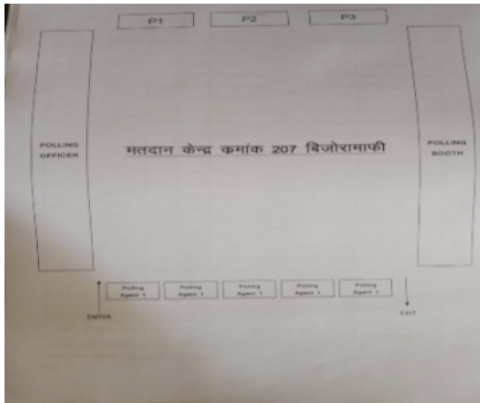 P1 P2 P3
POLLING
OFFICER
मतदान केन्द्र कमांक 207 बिजोरामाफी
POLLING
BOOTH
Polling
Agent 1
Polling
Agent 1
Polling
Agent 1
Polling
Agent 1
Polling
Agent 1
ENTER
EXIT